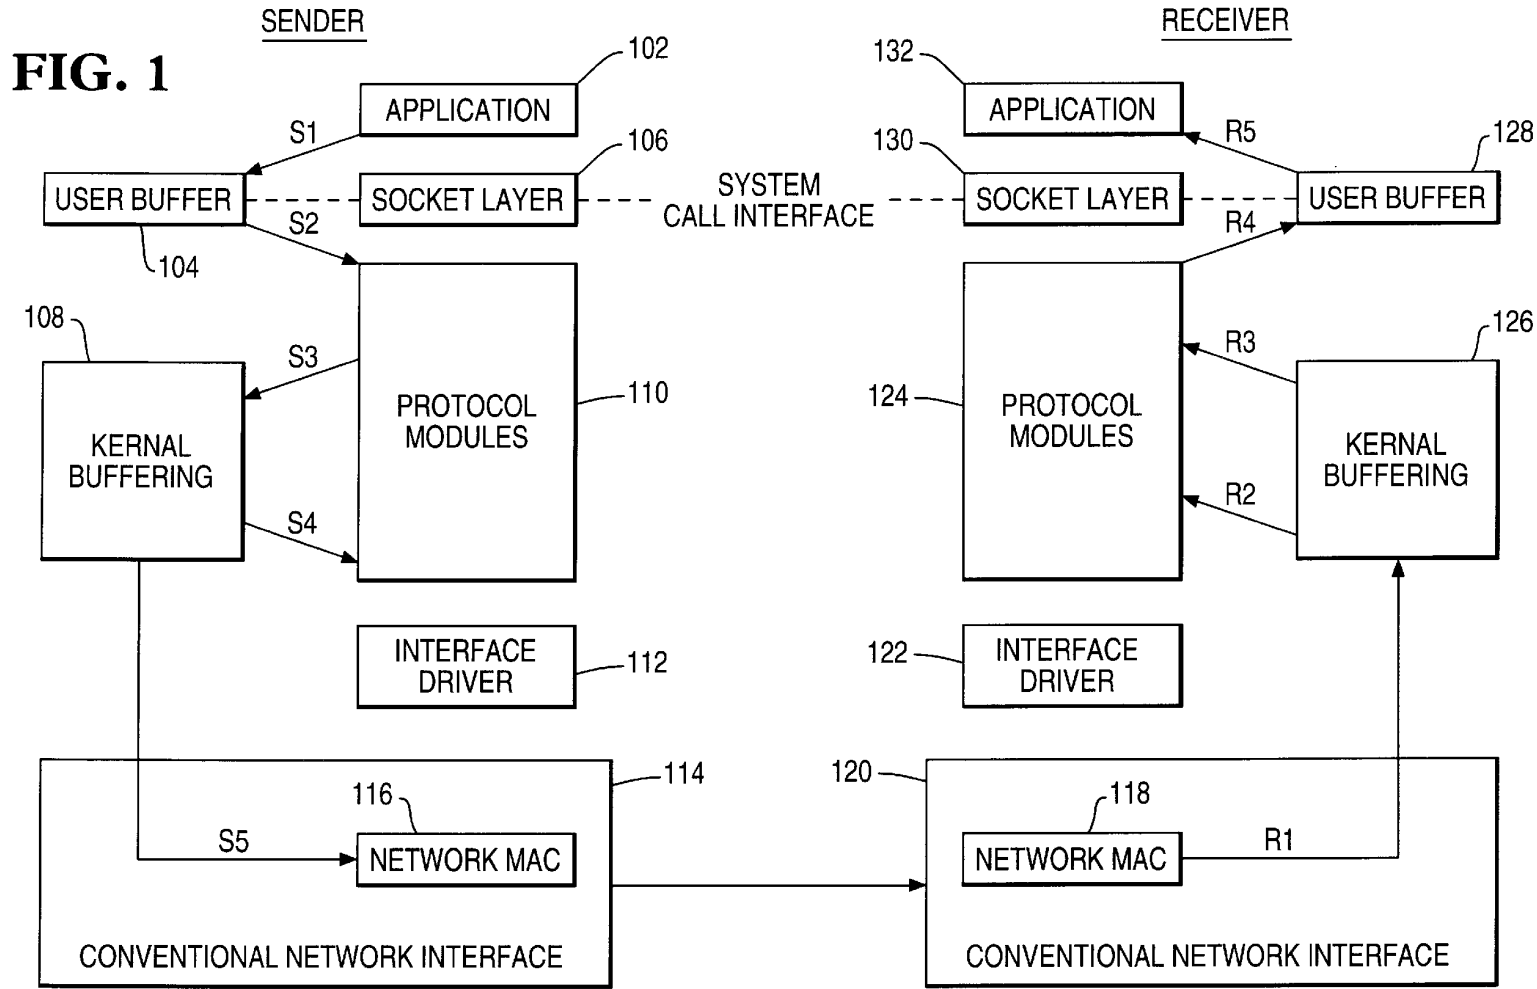 SENDER
RECEIVER
FIG. 1
102
132
APPLICATION
APPLICATION
S1
106
130
R5
128
USER BUFFER
SOCKET LAYER
SYSTEM
CALL INTERFACE
SOCKET LAYER
USER BUFFER
S2
R4
104
108
126
S3
R3
110
124
PROTOCOL
MODULES
PROTOCOL
MODULES
KERNAL
BUFFERING
KERNAL
BUFFERING
S4
R2
INTERFACE
DRIVER
112
122
INTERFACE
DRIVER
114
120
116
118
S5
NETWORK MAC
NETWORK MAC
R1
CONVENTIONAL NETWORK INTERFACE
CONVENTIONAL NETWORK INTERFACE